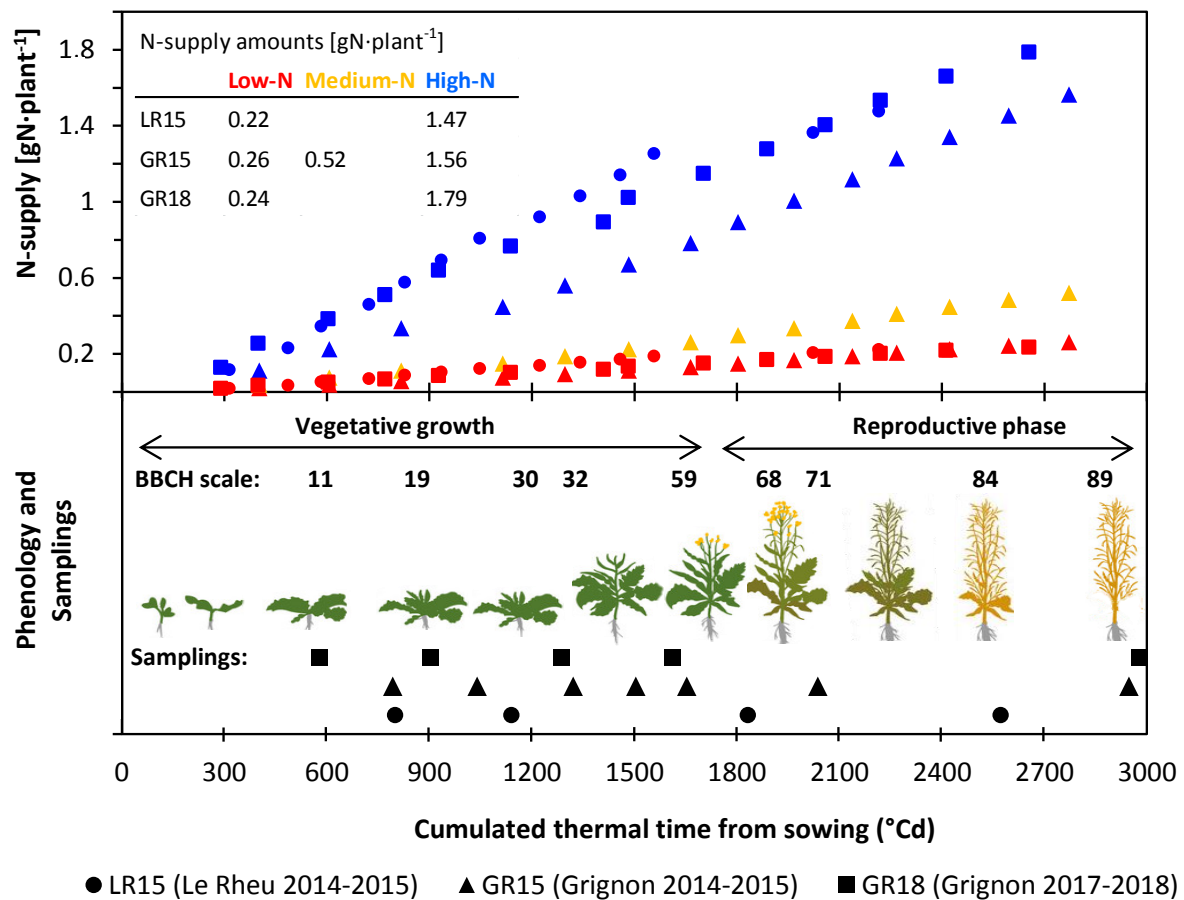 N-supply [gN·plant-1]
1.8
1.4
1
0.6
0.2
N-supply amounts [gN·plant-1]
Low-N Medium-N High-N
LR15 0.22 1.47
GR15 0.26 0.52 1.56
GR18 0.24 1.79
Phenology and
Samplings
Vegetative growth Reproductive phase
BBCH scale: 11 19 30 32 59 68 71 84 89
Samplings:
0 300 600 900 1200 1500 1800 2100 2400 2700 3000
Cumulated thermal time from sowing (°Cd)
LR15 (Le Rheu 2014-2015) GR15 (Grignon 2014-2015) GR18 (Grignon 2017-2018)